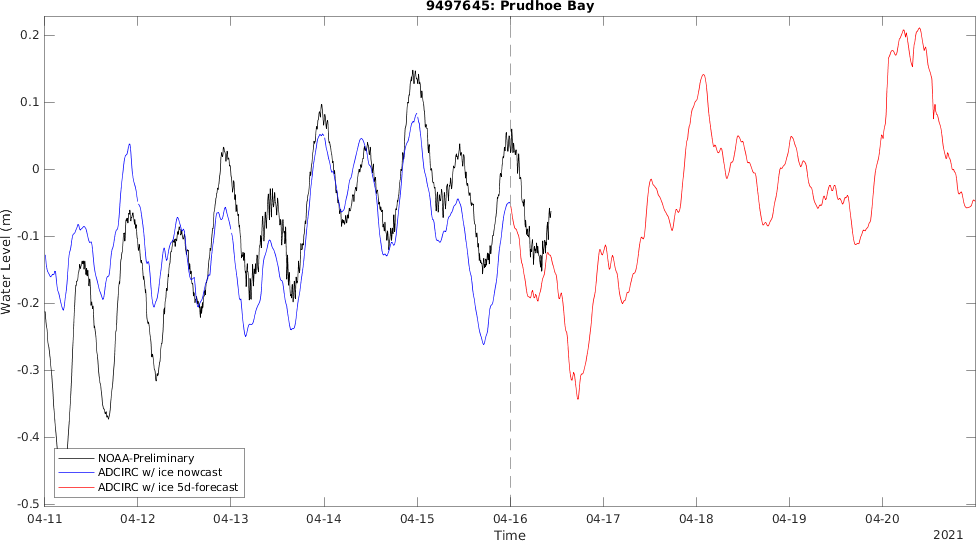 9497645: Prudhoe Bay
0.2
0.1
0
-0.1
-0.2
-0.3
-0.4
-0.5
Water Level (m)
NOAA-Preliminary
ADCIRC w/ ice nowcast
ADCIRC w/ ice 5d-forecast
04-11 04-12 04-13 04-14 04-15 04-16 04-17 04-18 04-19 04-20
Time
2021